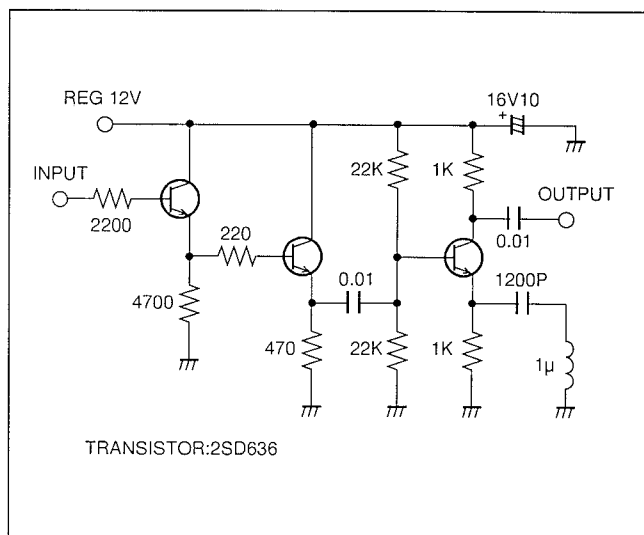 REG 12V
16V10
+
INPUT
22K
1K
OUTPUT
2200
220
0.01
0.01
1200P
4700
470
22K
1K
1μ
TRANSISTOR:2SD636